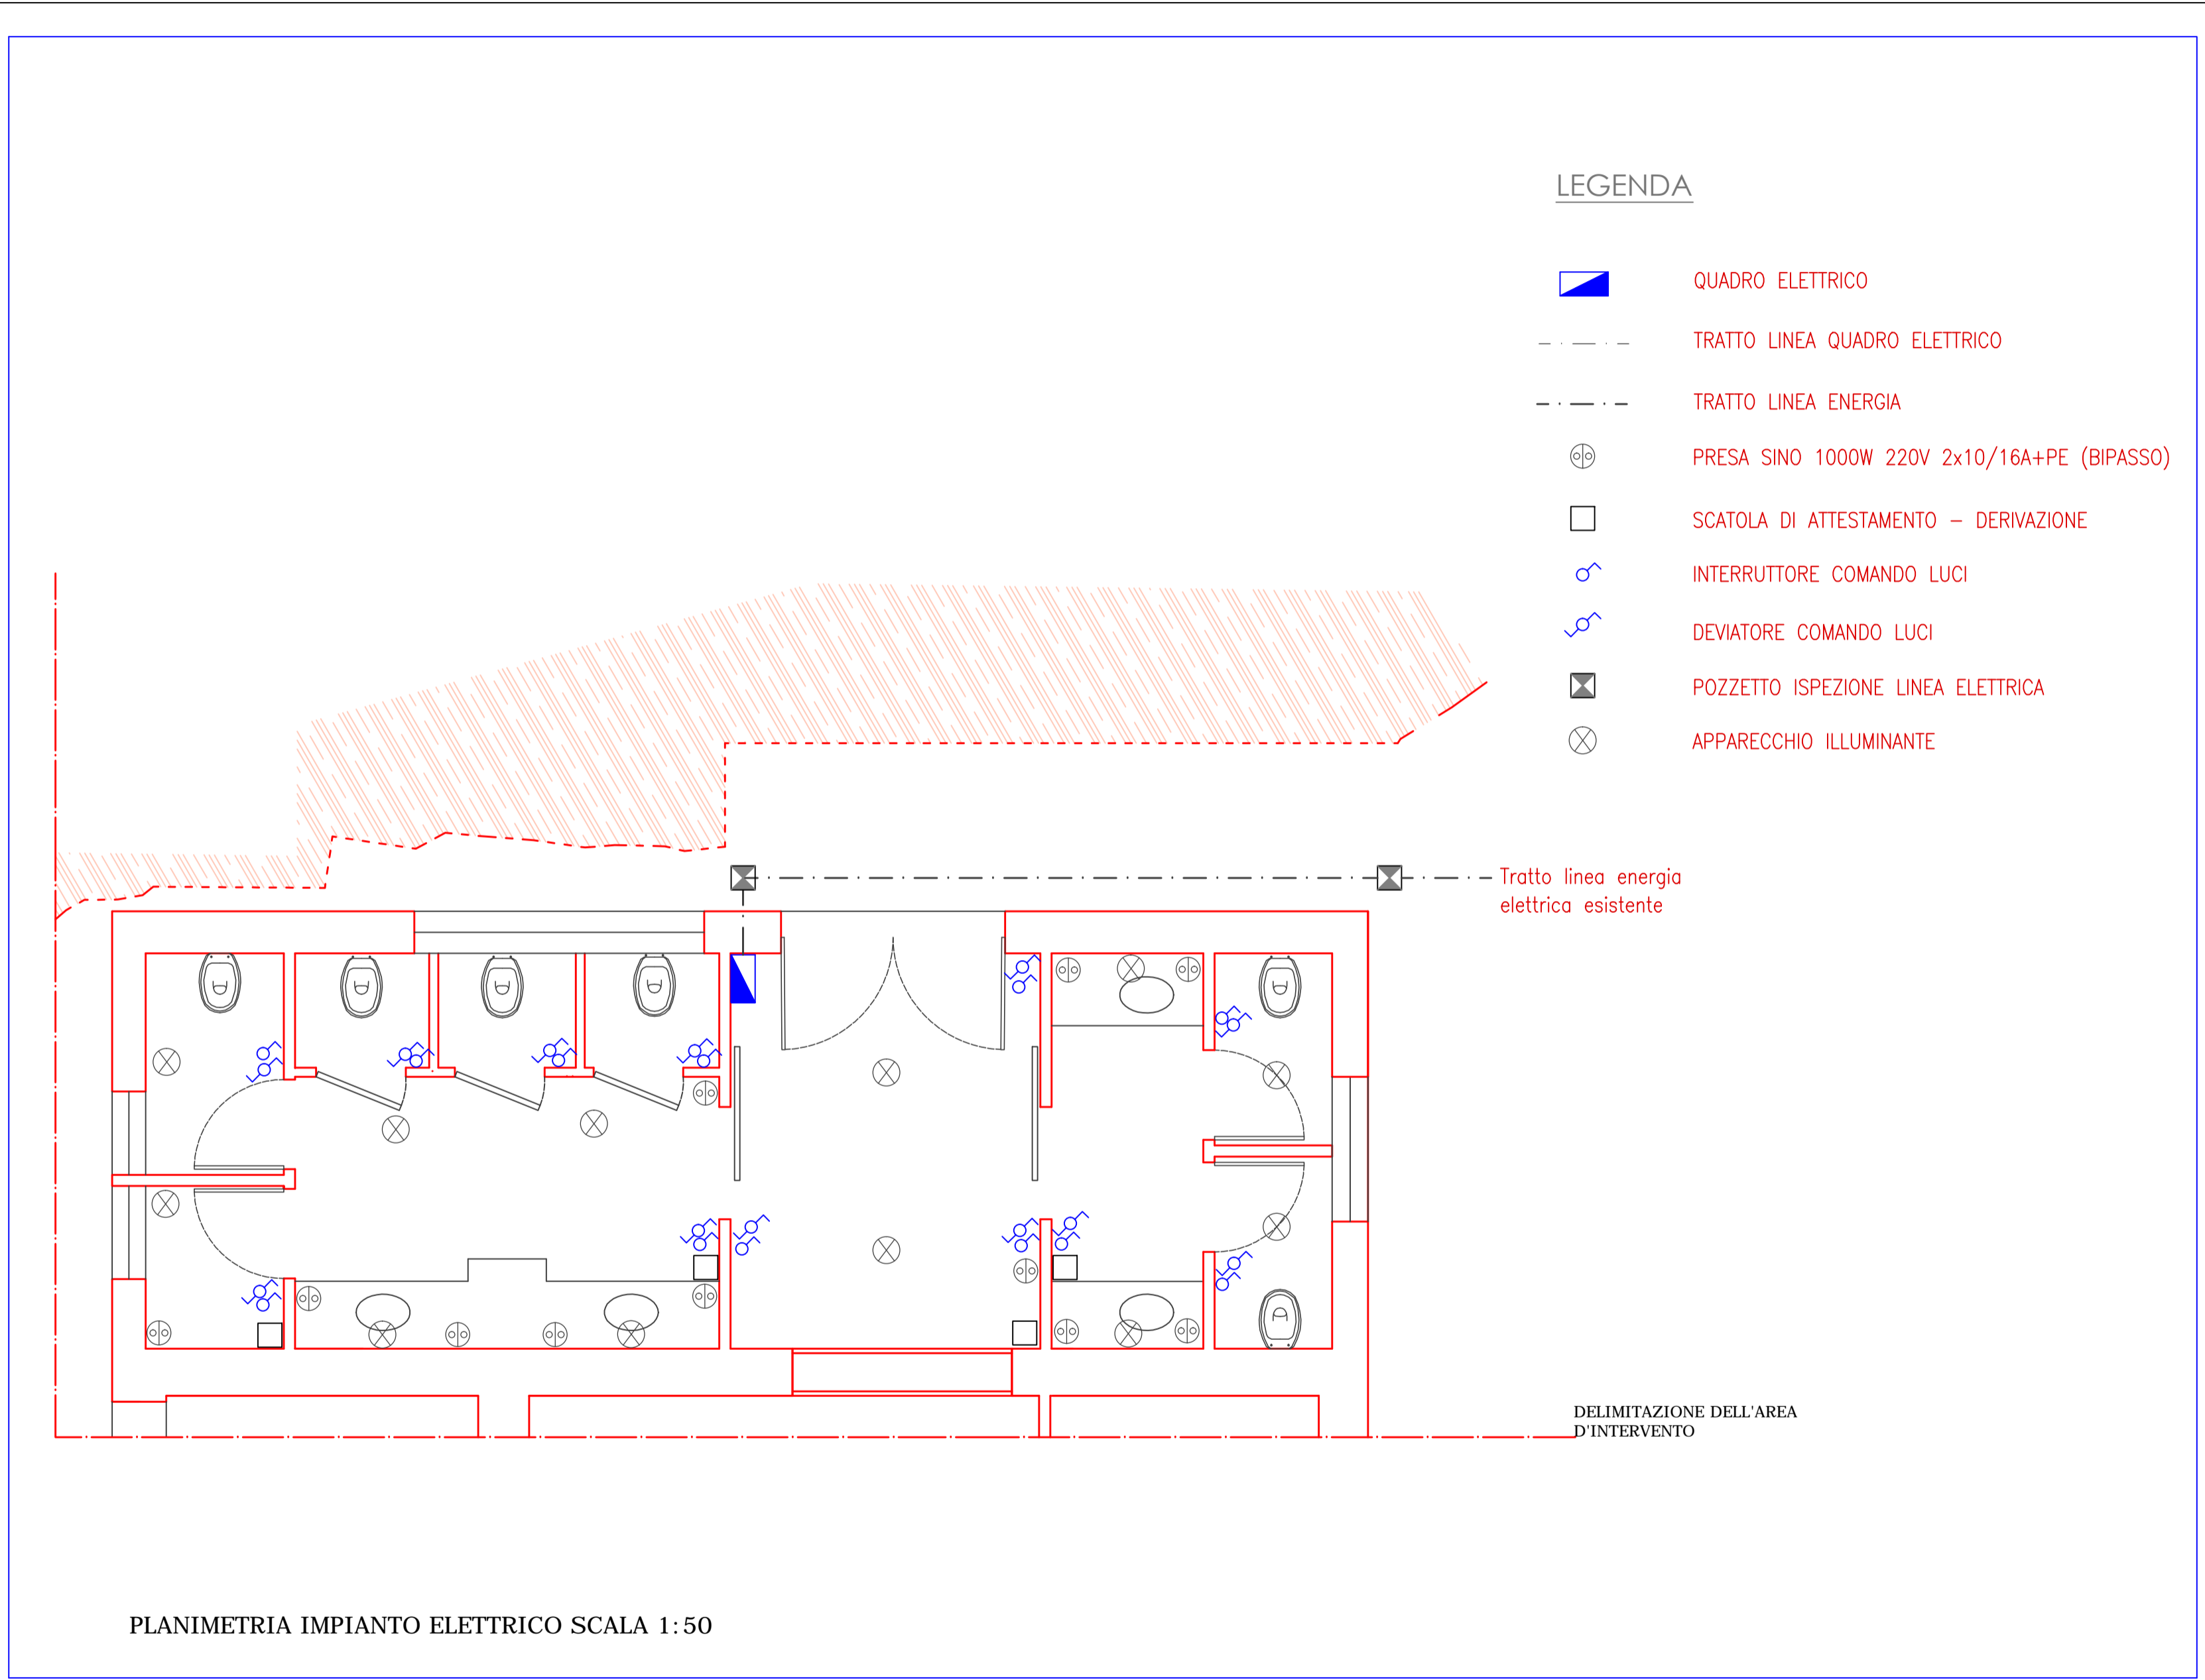 LEGENDA
QUADRO ELETTRICO
TRATTO LINEA QUADRO ELETTRICO
TRATTO LINEA ENERGIA
PRESA SINO 1000W 220V 2x10/16A+PE (BIPASSO)
SCATOLA DI ATTESTAMENTO – DERIVAZIONE
INTERRUTTORE COMANDO LUCI
DEVIATORE COMANDO LUCI
POZZETTO ISPEZIONE LINEA ELETTRICA
APPARECCHIO ILLUMINANTE
Tratto linea energia
elettrica esistente
DELIMITAZIONE DELL'AREA
D'INTERVENTO
PLANIMETRIA IMPIANTO ELETTRICO SCALA 1:50